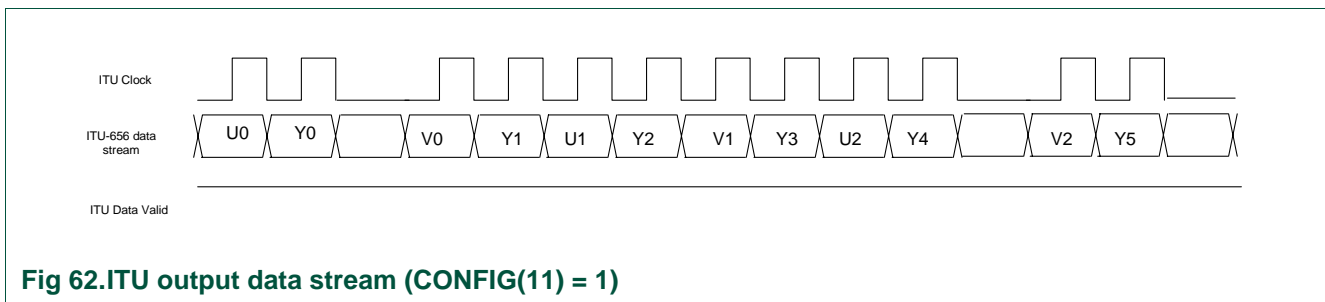 ITU Clock
ITU-656 data
stream
U0 Y0 V0 Y1 U1 Y2 V1 Y3 U2 Y4 V2 Y5
ITU Data Valid
Fig 62.ITU output data stream (CONFIG(11) = 1)